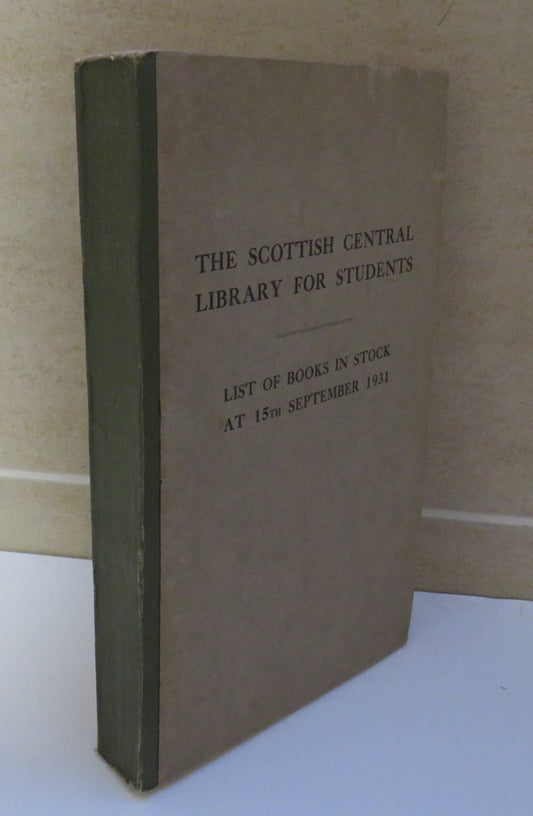 THE SCOTTISH CENTRAL
LIBRARY FOR STUDENTS
LIST OF BOOKS IN STOCK
AT 15TH SEPTEMBER 1931